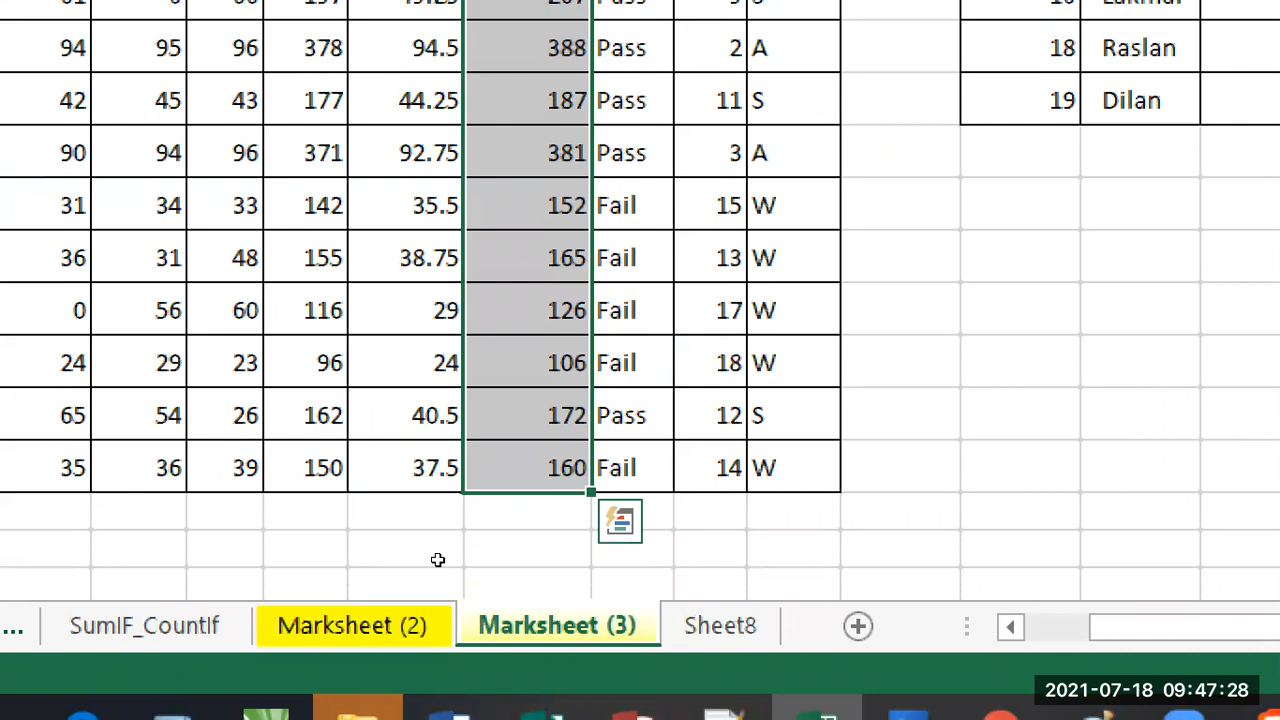 94 95 96 378 94.5 388 Pass 2 A 18 Raslan
42 45 43 177 44.25 187 Pass 11 S 19 Dilan
90 94 96 371 92.75 381 Pass 3 A
31 34 33 142 35.5 152 Fail 15 W
36 31 48 155 38.75 165 Fail 13 W
0 56 60 116 29 126 Fail 17 W
24 29 23 96 24 106 Fail 18 W
65 54 26 162 40.5 172 Pass 12 S
35 36 39 150 37.5 160 Fail 14 W
... SumIF_CountIf Marksheet (2) Marksheet (3) Sheet8
2021-07-18 09:47:28